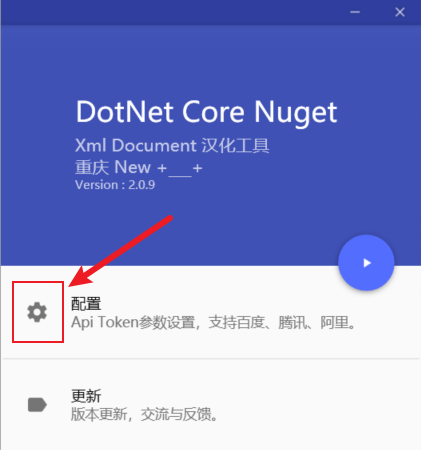 DotNet Core Nuget
Xml Document 汉化工具
重庆 New +___+
Version : 2.0.9
配置
Api Token参数设置，支持百度、腾讯、阿里。
更新
版本更新，交流与反馈。